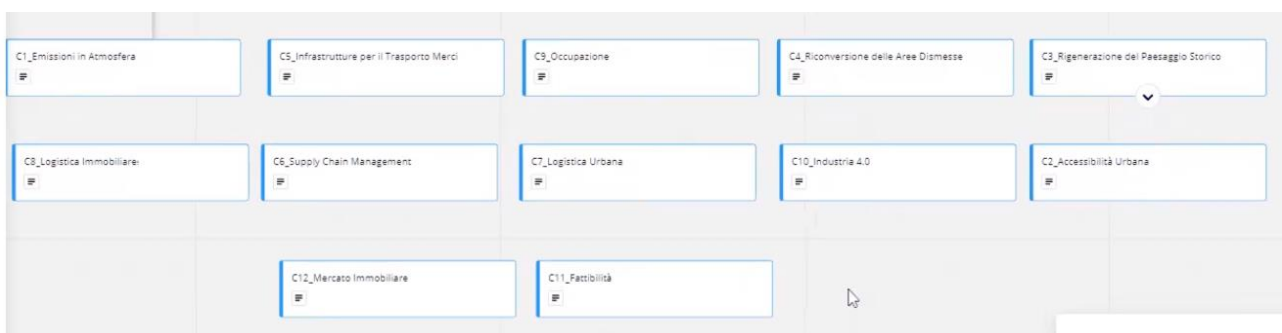 C1_Emissioni in Atmosfera
C5_Infrastrutture per il Trasporto Merci
C9_Occupazione
C4_Riconversione delle Aree Dismesse
C3_Rigenerazione del Paesaggio Storico
C8_Logistica Immobiliare
C6_Supply Chain Management
C7_Logistica Urbana
C10_Industria 4.0
C2_Accessibilità Urbana
C12_Mercato Immobiliare
C11_Fattibilità